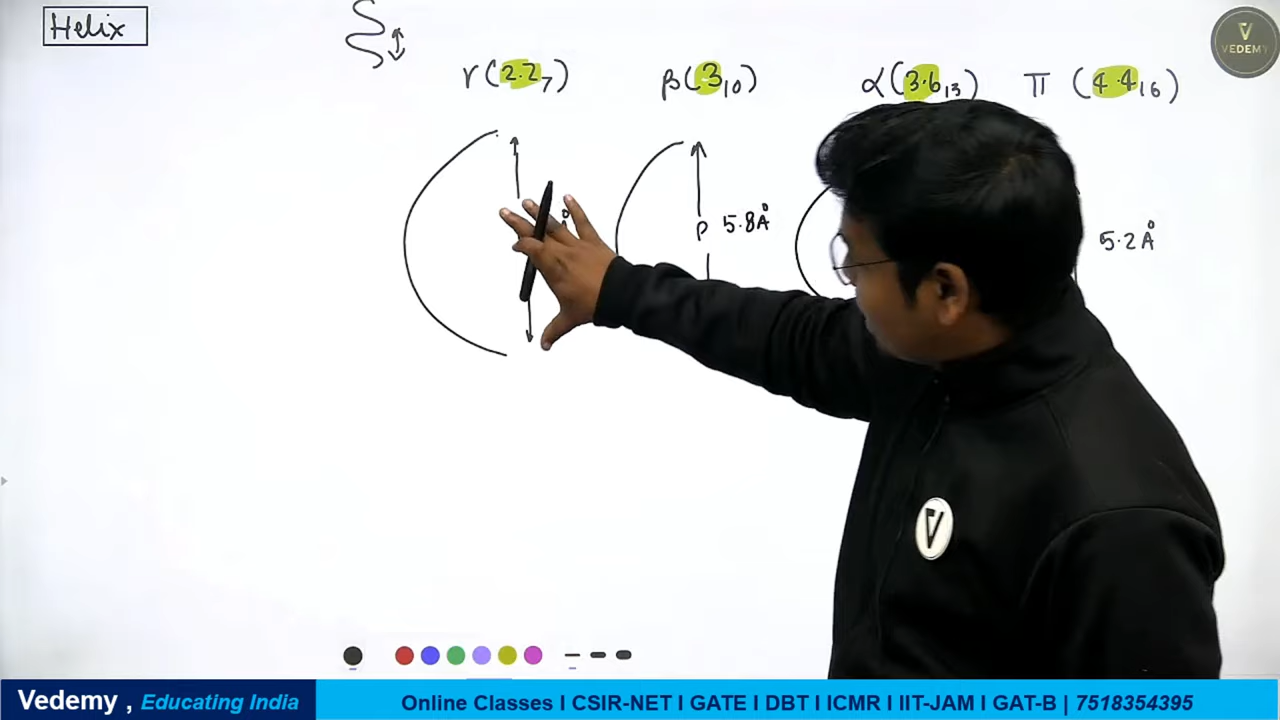 Helix
V
VEDEMY
r(2.2₇) β(3₁₀) α(3.6₁₃) π (4.4₁₆)
Å
P 5.8Å
5.2Å
V
Vedemy , Educating India
Online Classes I CSIR-NET I GATE I DBT I ICMR I IIT-JAM I GAT-B | 7518354395